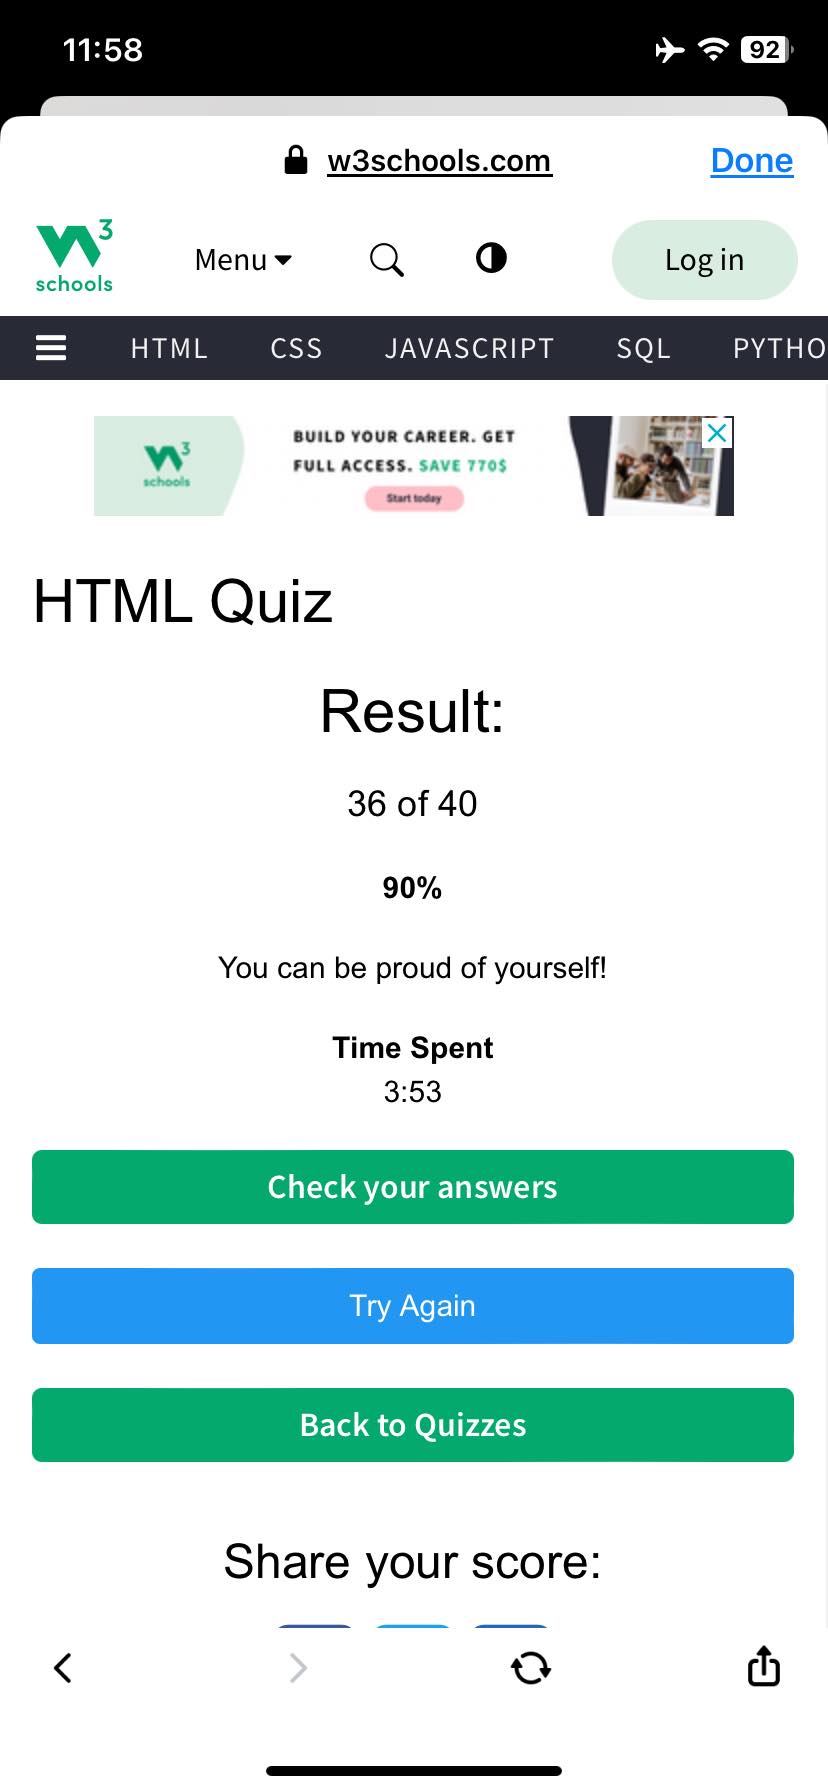 11:58
92
w3schools.com
Done
3
schools
Menu
Log in
HTML CSS JAVASCRIPT SQL PYTHO
3
schools
BUILD YOUR CAREER. GET
FULL ACCESS. SAVE 770$
Start today
HTML Quiz
Result:
36 of 40
90%
You can be proud of yourself!
Time Spent
3:53
Check your answers
Try Again
Back to Quizzes
Share your score: